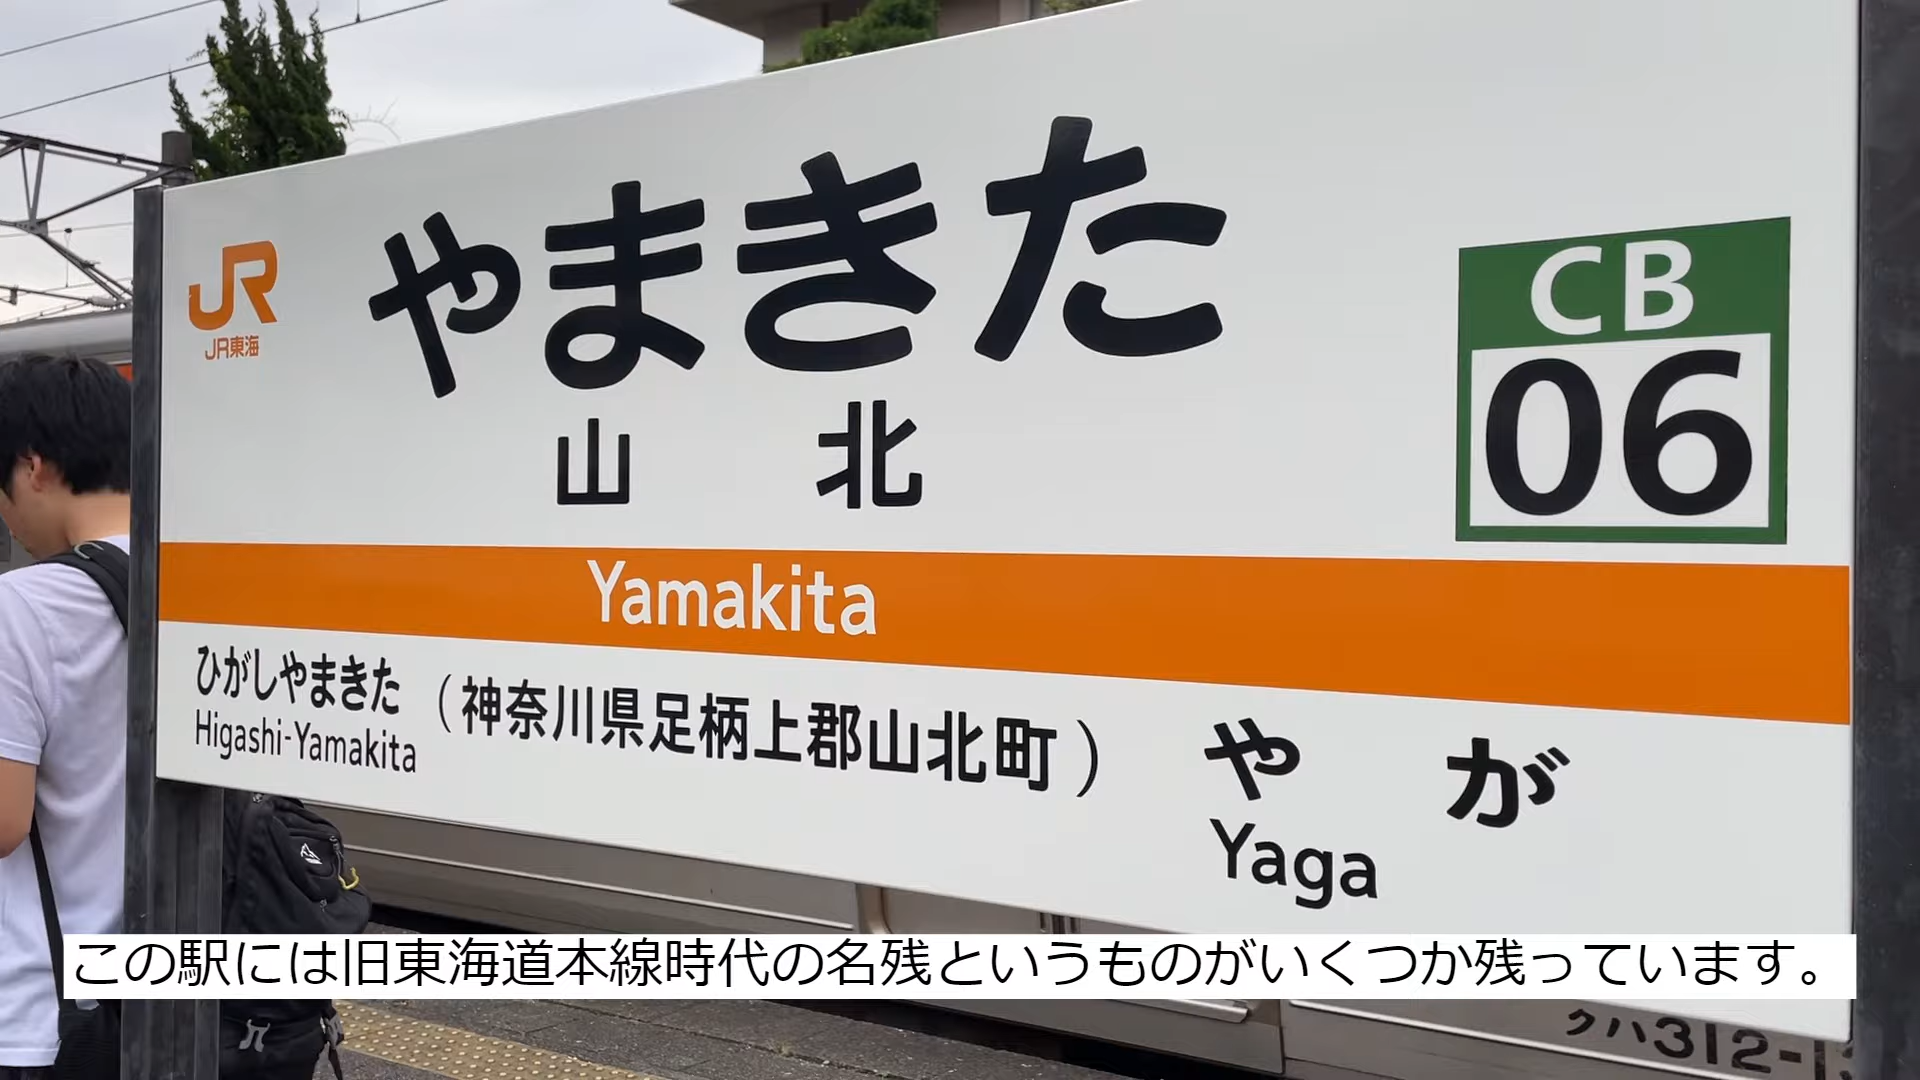 JR
JR東海
やまきた
山北
CB
06
Yamakita
ひがしやまきた
Higashi-Yamakita
（神奈川県足柄上郡山北町）
やが
Yaga
この駅には旧東海道本線時代の名残というものがいくつか残っています。
クハ312-